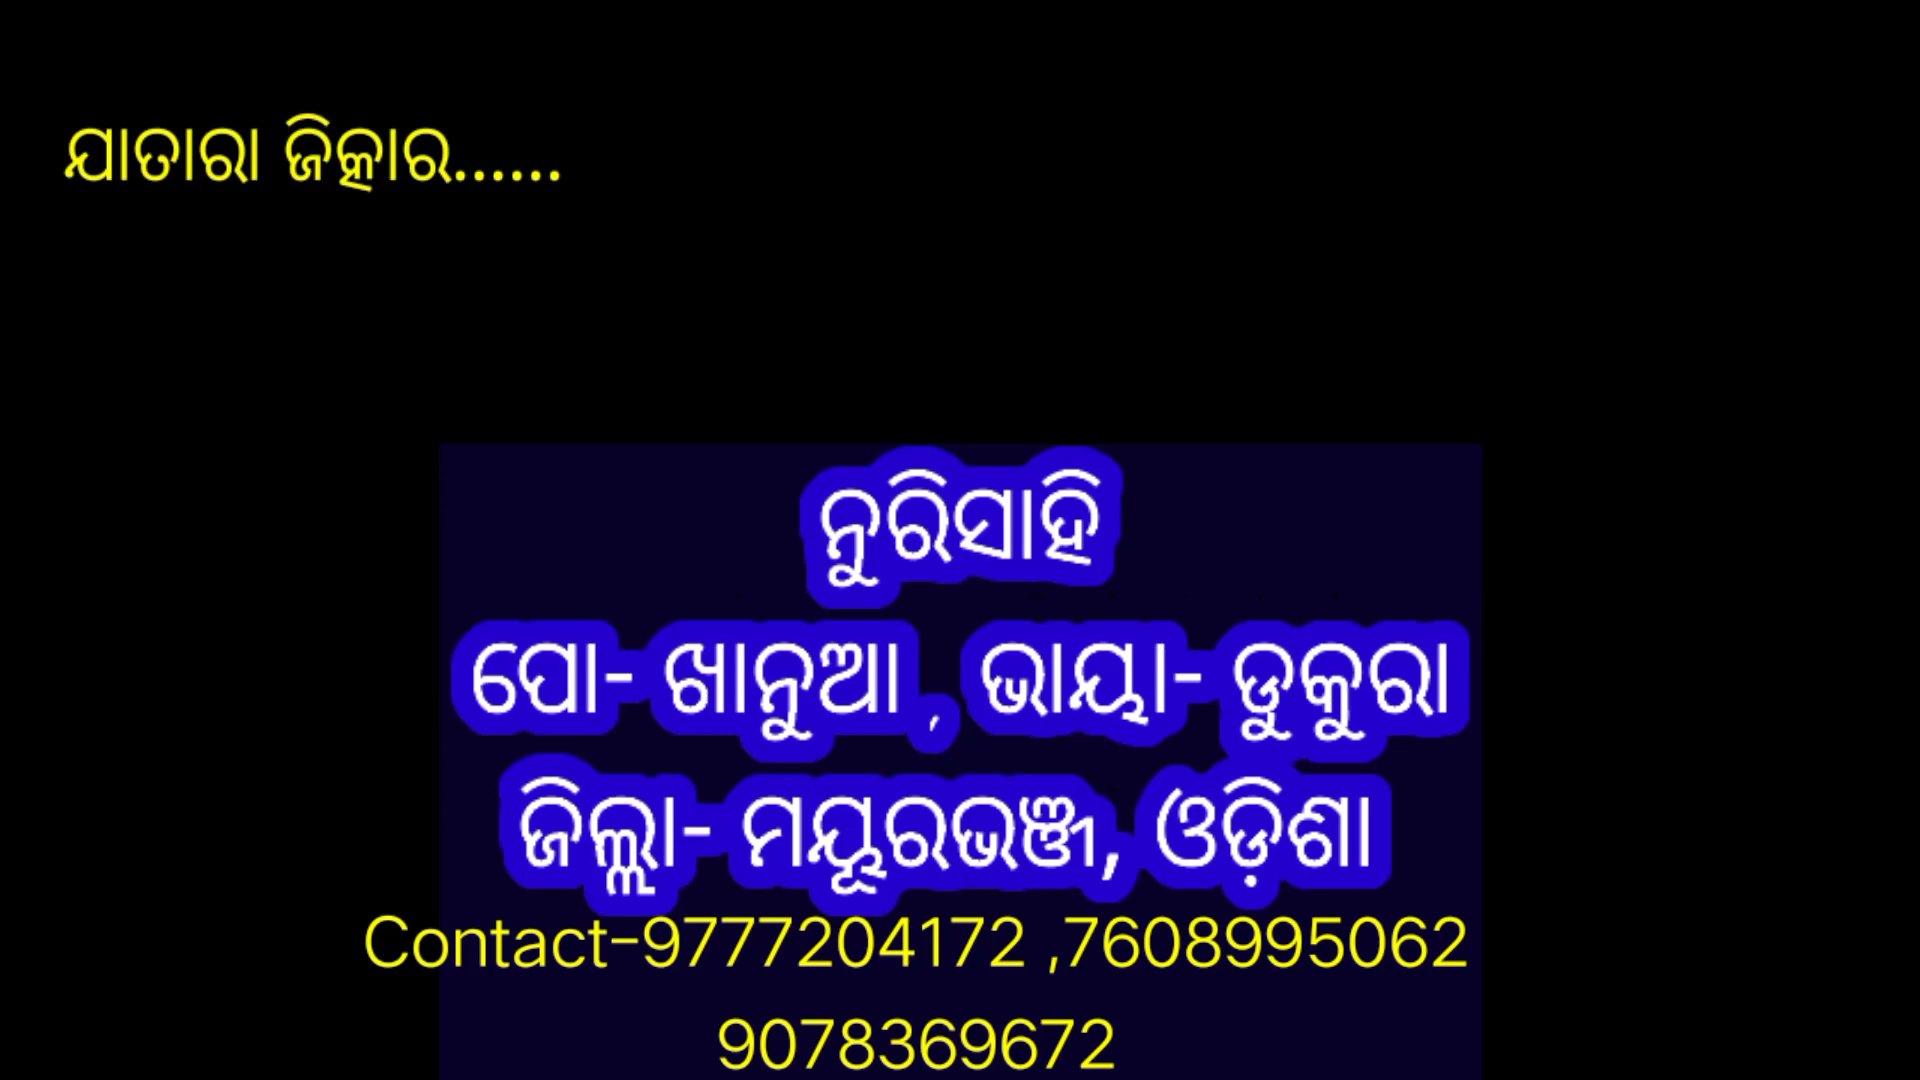 ଯାତାରା ଜିତ୍କାର......
ନୁରିସାହି
ପୋ- ଖାନୁଆ , ଭାୟା- ଡୁକୁରା
ଜିଲ୍ଲା- ମୟୂରଭଞ୍ଜ, ଓଡ଼ିଶା
Contact-9777204172 ,7608995062
9078369672